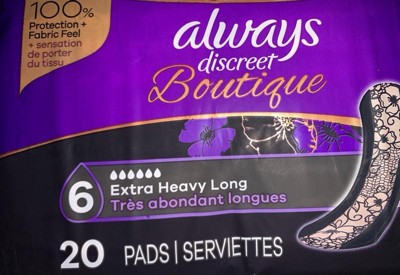 100%
Protection +
Fabric Feel
+ sensation
de porter
du tissu
always
discreet
Boutique
6
Extra Heavy Long
Très abondant longues
20 PADS | SERVIETTES